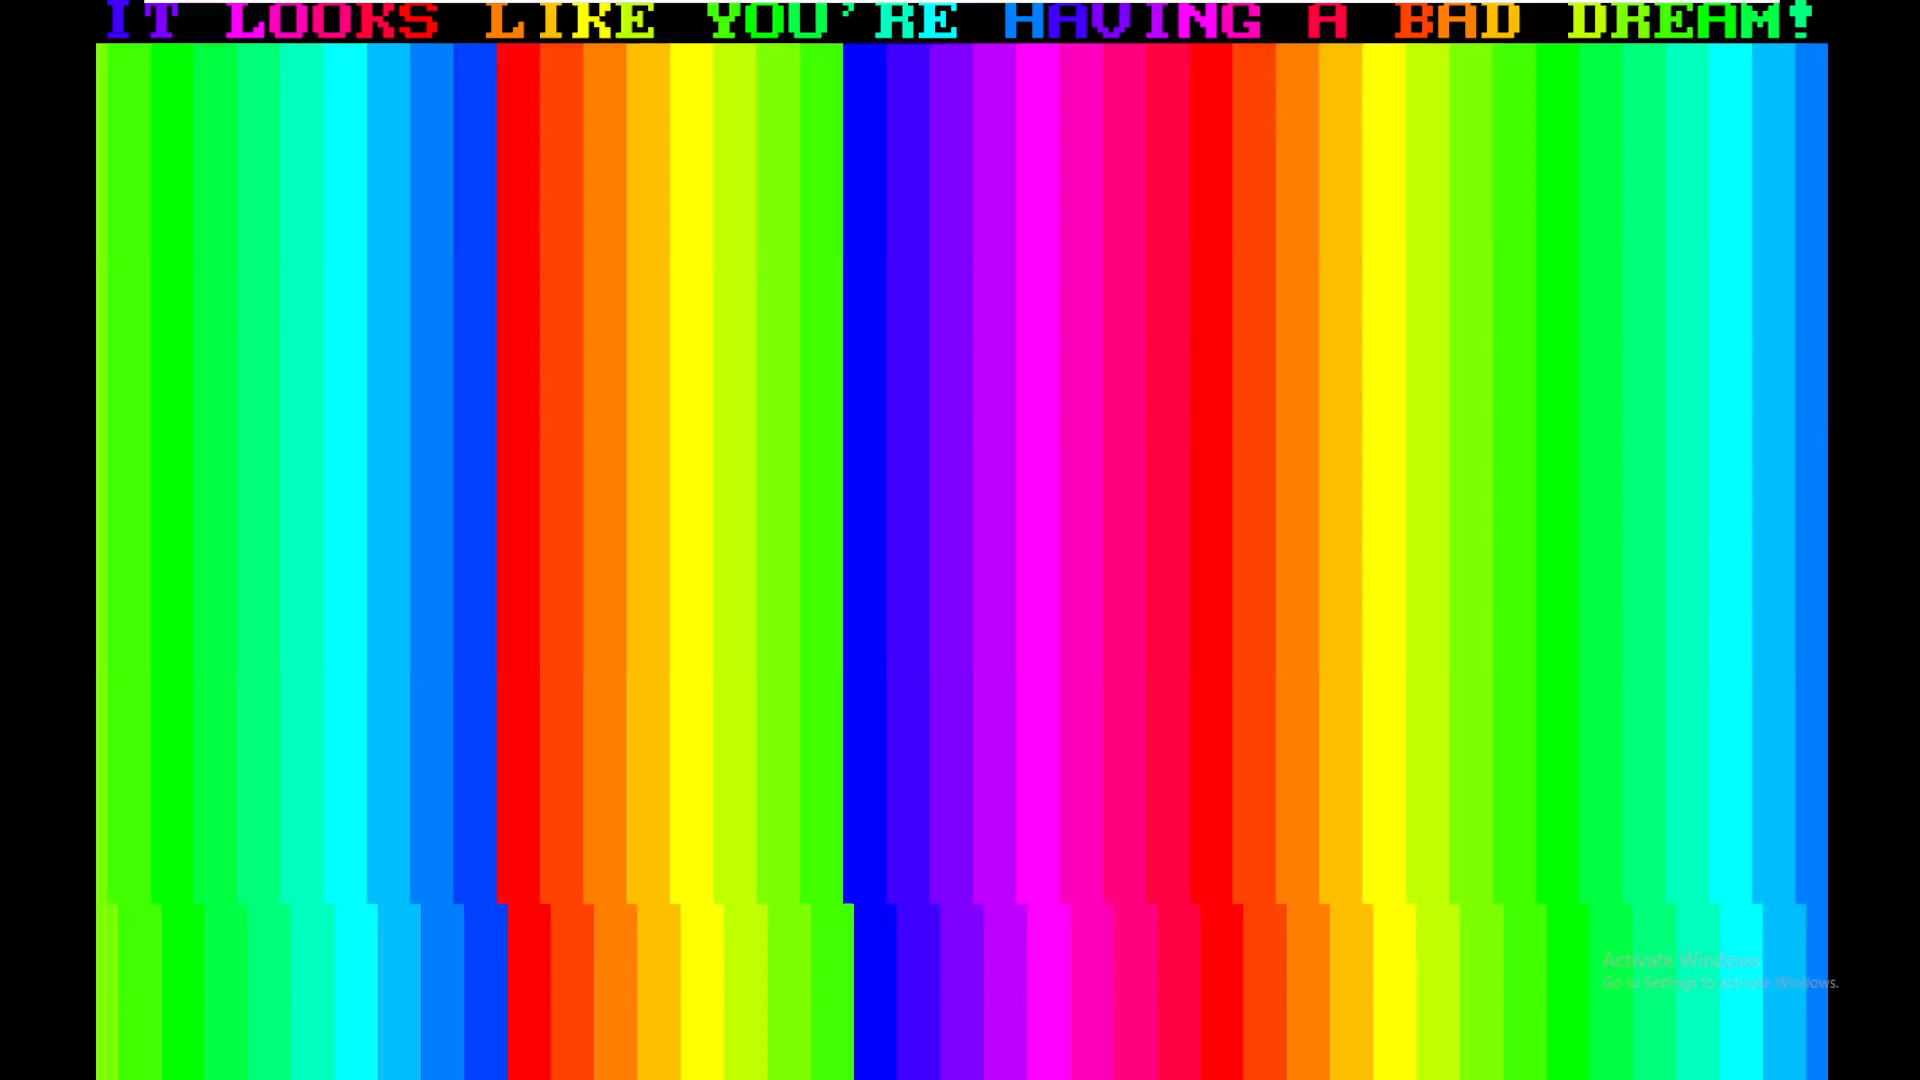 IT LOOKS LIKE YOU'RE HAVING A BAD DREAM!
Activate Windows
Go to Settings to activate Windows.